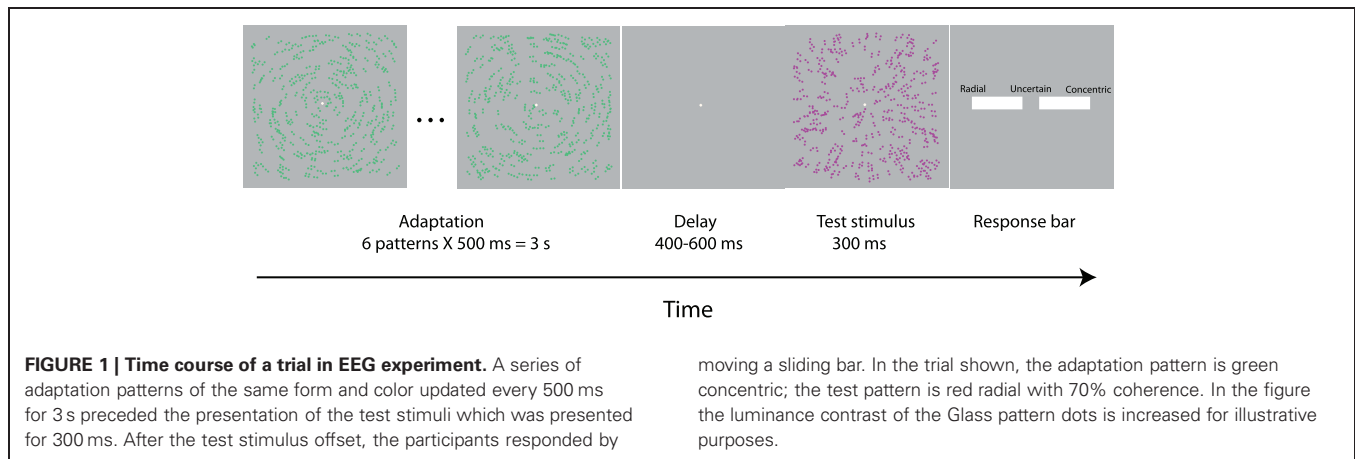 Radial Uncertain Concentric
...
Adaptation
6 patterns X 500 ms = 3 s
Delay
400-600 ms
Test stimulus
300 ms
Response bar
Time
FIGURE 1 | Time course of a trial in EEG experiment. A series of
adaptation patterns of the same form and color updated every 500 ms
for 3 s preceded the presentation of the test stimuli which was presented
for 300 ms. After the test stimulus offset, the participants responded by
moving a sliding bar. In the trial shown, the adaptation pattern is green
concentric; the test pattern is red radial with 70% coherence. In the figure
the luminance contrast of the Glass pattern dots is increased for illustrative
purposes.